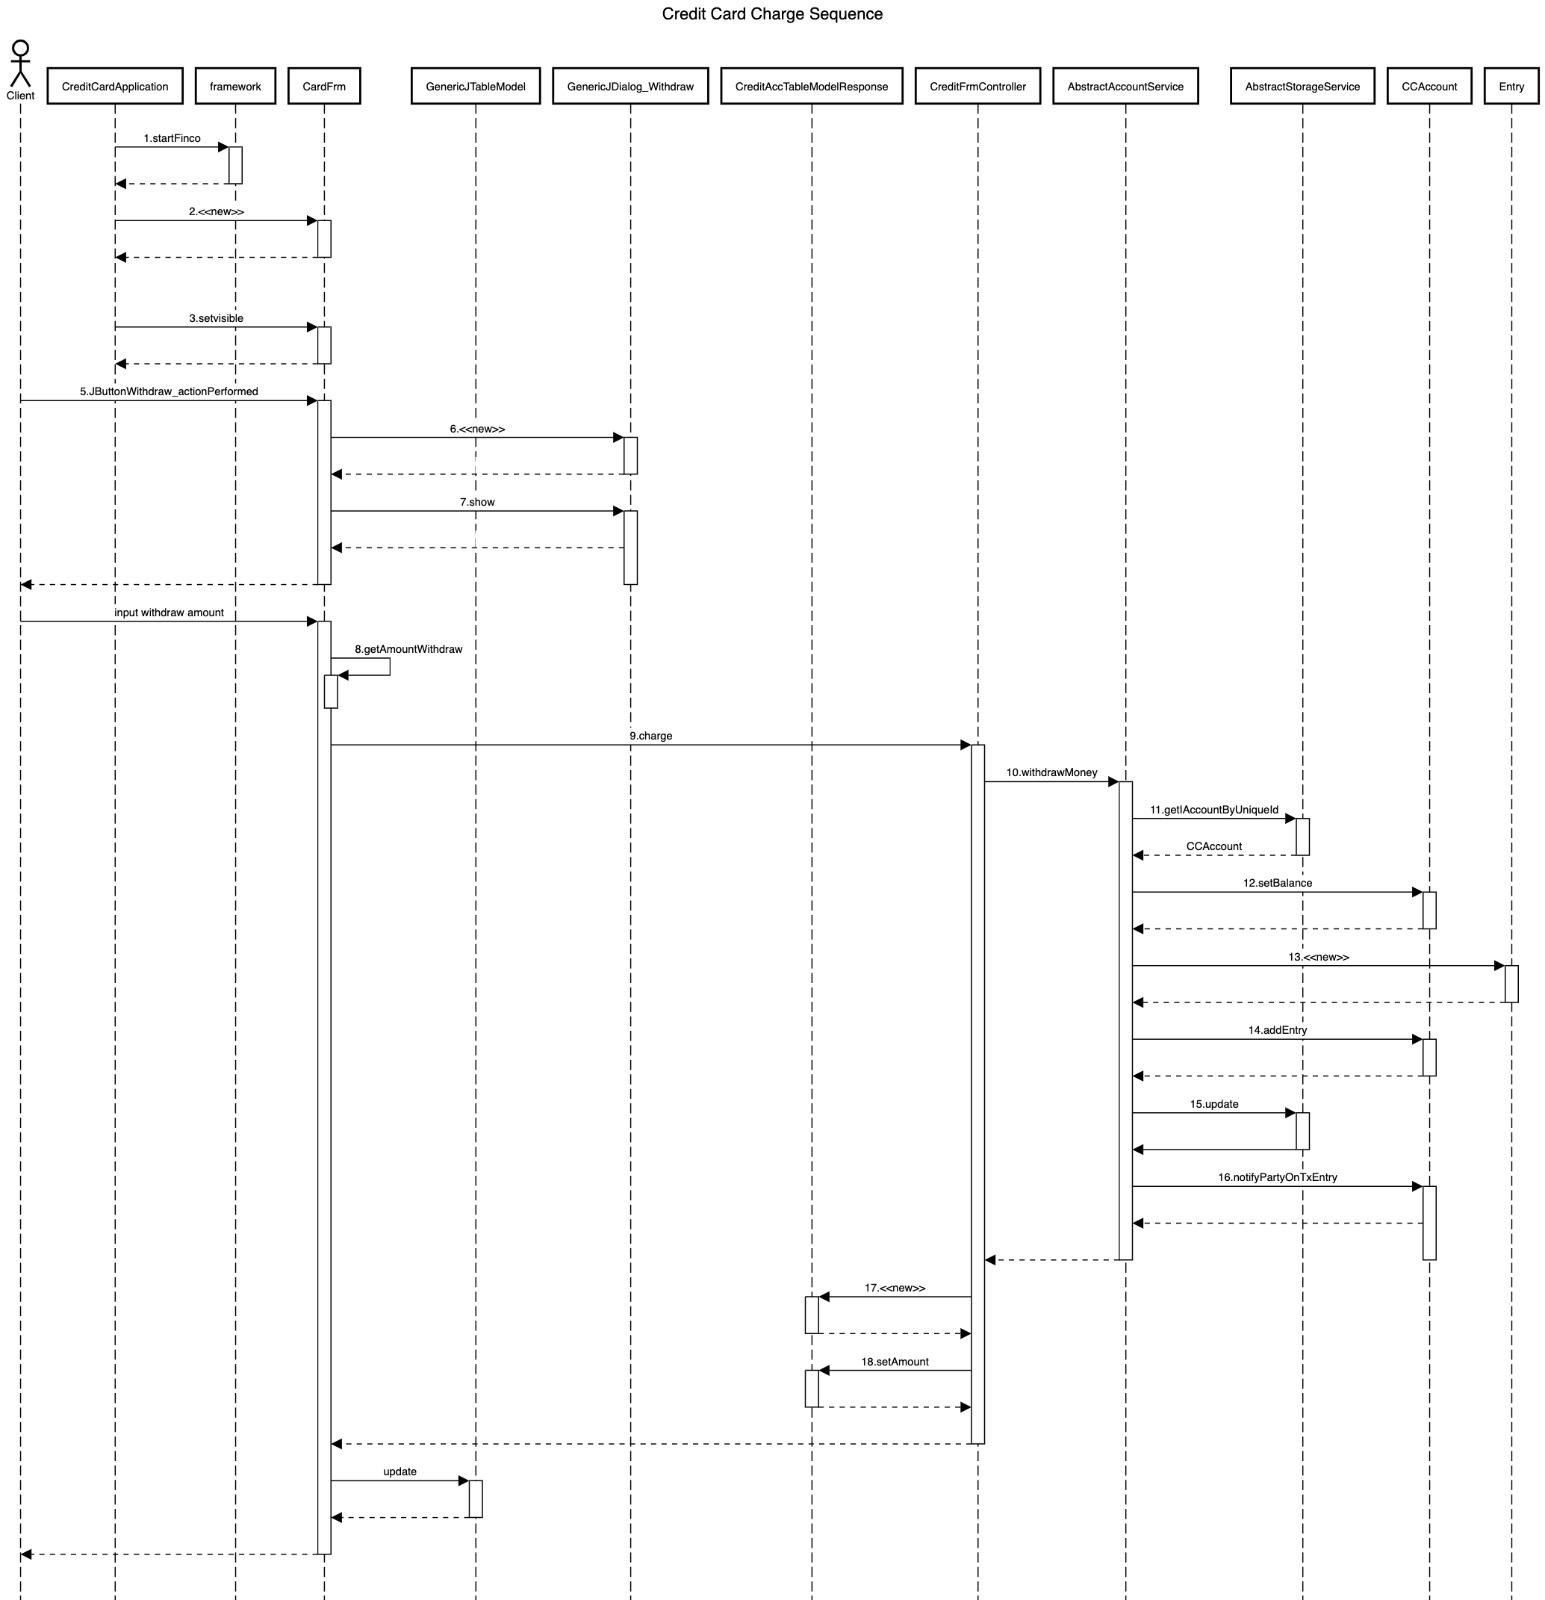 Credit Card Charge Sequence
Client
CreditCardApplication
framework
CardFrm
GenericJTableModel
GenericJDialog_Withdraw
CreditAccTableModelResponse
CreditFrmController
AbstractAccountService
AbstractStorageService
CCAccount
Entry
1.startFinco
2.<<new>>
3.setvisible
5.JButtonWithdraw_actionPerformed
6.<<new>>
7.show
input withdraw amount
8.getAmountWithdraw
9.charge
10.withdrawMoney
11.getIAccountByUniqueId
CCAccount
12.setBalance
13.<<new>>
14.addEntry
15.update
16.notifyPartyOnTxEntry
17.<<new>>
18.setAmount
update